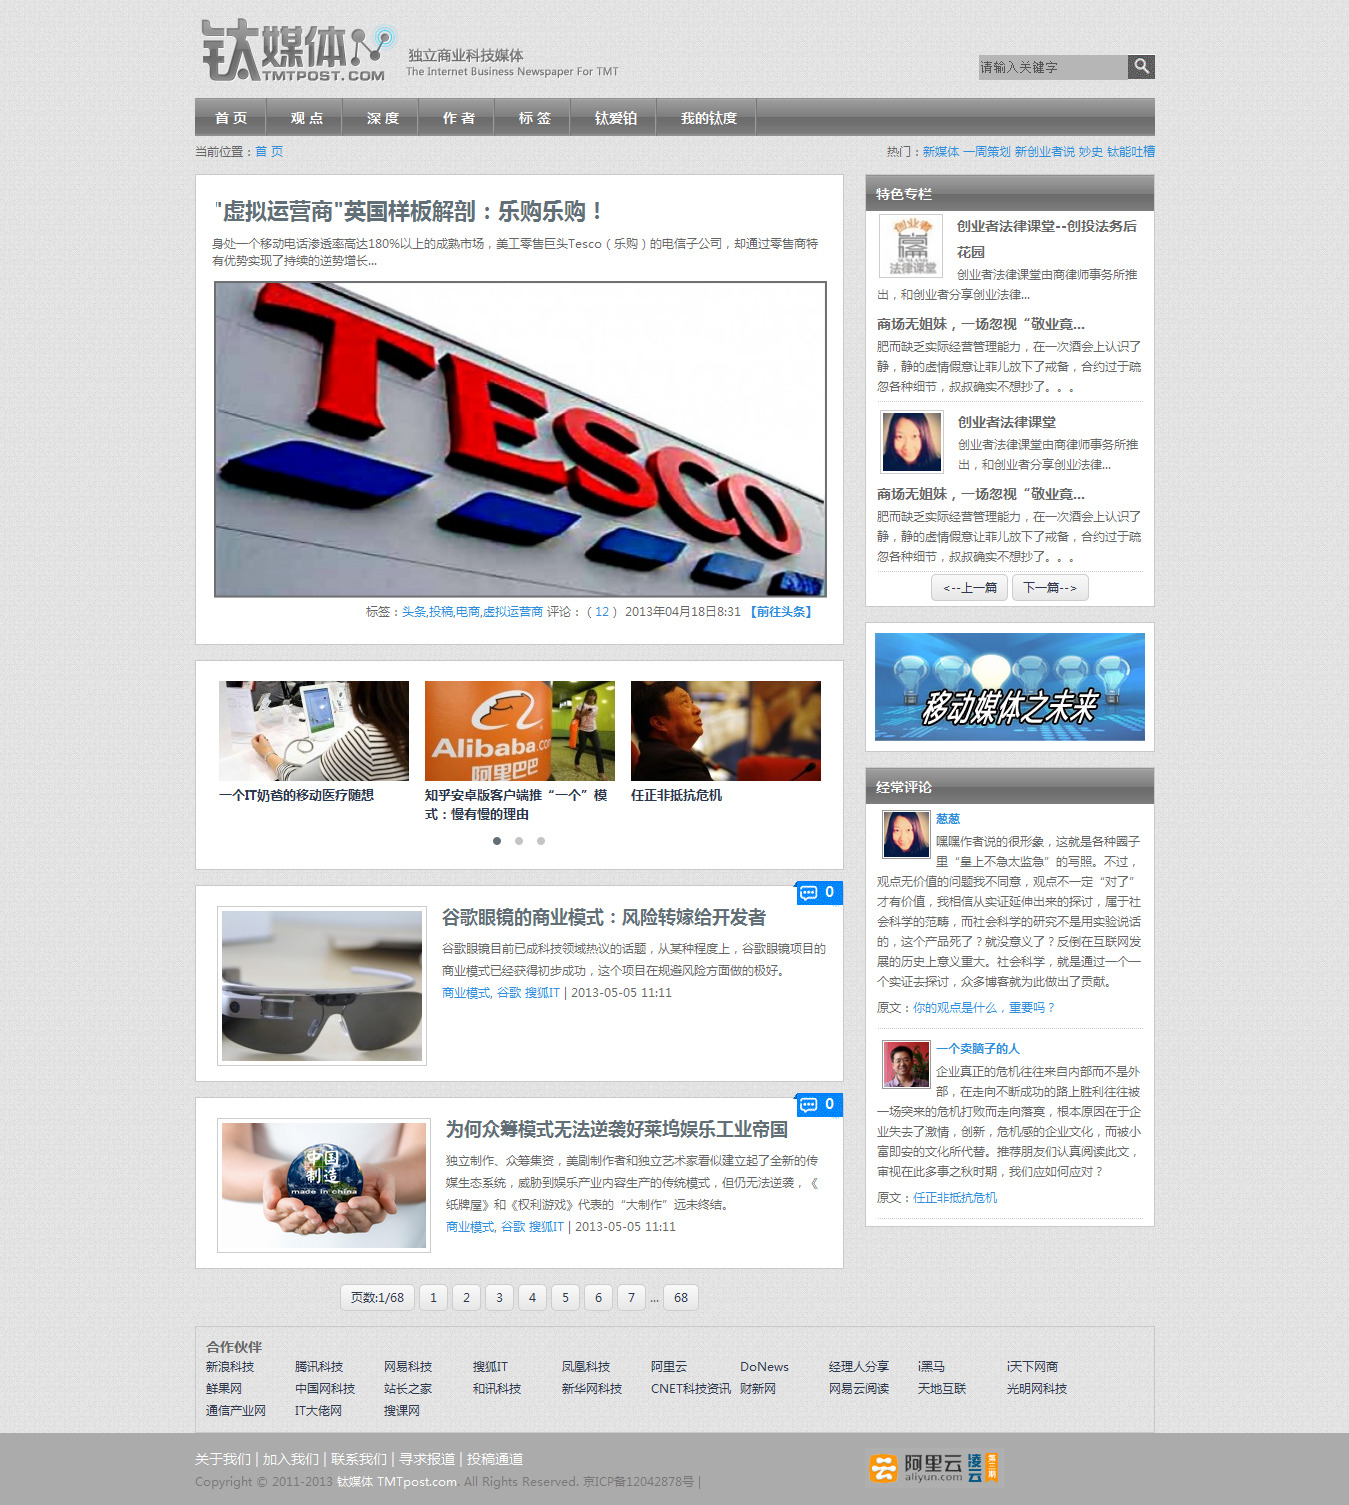 钛媒体
TMTPOST.COM
独立商业科技媒体
The Internet Business Newspaper For TMT
请输入关键字
首 页 观 点 深 度 作 者 标 签 钛爱铂 我的钛度
当前位置：首 页
热门：新媒体 一周策划 新创业者说 妙史 钛能吐槽
"虚拟运营商"英国样板解剖：乐购乐购！
身处一个移动电话渗透率高达180%以上的成熟市场，美工零售巨头Tesco（乐购）的电信子公司，却通过零售商特
有优势实现了持续的逆势增长...
TESCO
标签：头条,投稿,电商,虚拟运营商 评论：（12） 2013年04月18日8:31 【前往头条】
Alibaba.com
阿里巴巴
一个IT奶爸的移动医疗随想
知乎安卓版客户端推“一个”模
式：慢有慢的理由
任正非抵抗危机
0
谷歌眼镜的商业模式：风险转嫁给开发者
谷歌眼镜目前已成科技领域热议的话题，从某种程度上，谷歌眼镜项目的
商业模式已经获得初步成功，这个项目在规避风险方面做的极好。
商业模式, 谷歌 搜狐IT | 2013-05-05 11:11
0
中国
制造
made in china
为何众筹模式无法逆袭好莱坞娱乐工业帝国
独立制作、众筹集资，美剧制作者和独立艺术家看似建立起了全新的传
媒生态系统，威胁到娱乐产业内容生产的传统模式，但仍无法逆袭，《
纸牌屋》和《权利游戏》代表的“大制作”远未终结。
商业模式, 谷歌 搜狐IT | 2013-05-05 11:11
页数:1/68 1 2 3 4 5 6 7 ... 68
特色专栏
创业者
法律课堂
创业者法律课堂--创投法务后
花园
创业者法律课堂由商律师事务所推
出，和创业者分享创业法律...
商场无姐妹，一场忽视“敬业竟...
肥而缺乏实际经营管理能力，在一次酒会上认识了
静，静的虚情假意让菲儿放下了戒备，合约过于疏
忽各种细节，叔叔确实不想抄了。。。
创业者法律课堂
创业者法律课堂由商律师事务所推
出，和创业者分享创业法律...
商场无姐妹，一场忽视“敬业竟...
肥而缺乏实际经营管理能力，在一次酒会上认识了
静，静的虚情假意让菲儿放下了戒备，合约过于疏
忽各种细节，叔叔确实不想抄了。。。
<--上一篇 下一篇-->
移动媒体之未来
经常评论
葱葱
嘿嘿作者说的很形象，这就是各种圈子
里“皇上不急太监急”的写照。不过，
观点无价值的问题我不同意，观点不一定“对了”
才有价值，我相信从实证延伸出来的探讨，属于社
会科学的范畴，而社会科学的研究不是用实验说话
的，这个产品死了？就没意义了？反倒在互联网发
展的历史上意义重大。社会科学，就是通过一个一
个实证去探讨，众多博客就为此做出了贡献。
原文：你的观点是什么，重要吗？
一个卖脑子的人
企业真正的危机往往来自内部而不是外
部，在走向不断成功的路上胜利往往被
一场突来的危机打败而走向落寞，根本原因在于企
业失去了激情，创新，危机感的企业文化，而被小
富即安的文化所代替。推荐朋友们认真阅读此文，
审视在此多事之秋时期，我们应如何应对？
原文：任正非抵抗危机
合作伙伴
新浪科技 腾讯科技 网易科技 搜狐IT 凤凰科技 阿里云 DoNews 经理人分享 i黑马 i天下网商
鲜果网 中国网科技 站长之家 和讯科技 新华网科技 CNET科技资讯 财新网 网易云阅读 天地互联 光明网科技
通信产业网 IT大佬网 搜课网
关于我们 | 加入我们 | 联系我们 | 寻求报道 | 投稿通道
Copyright © 2011-2013 钛媒体 TMTpost.com. All Rights Reserved. 京ICP备12042878号 |
阿里云
aliyun.com
凌云
第三期